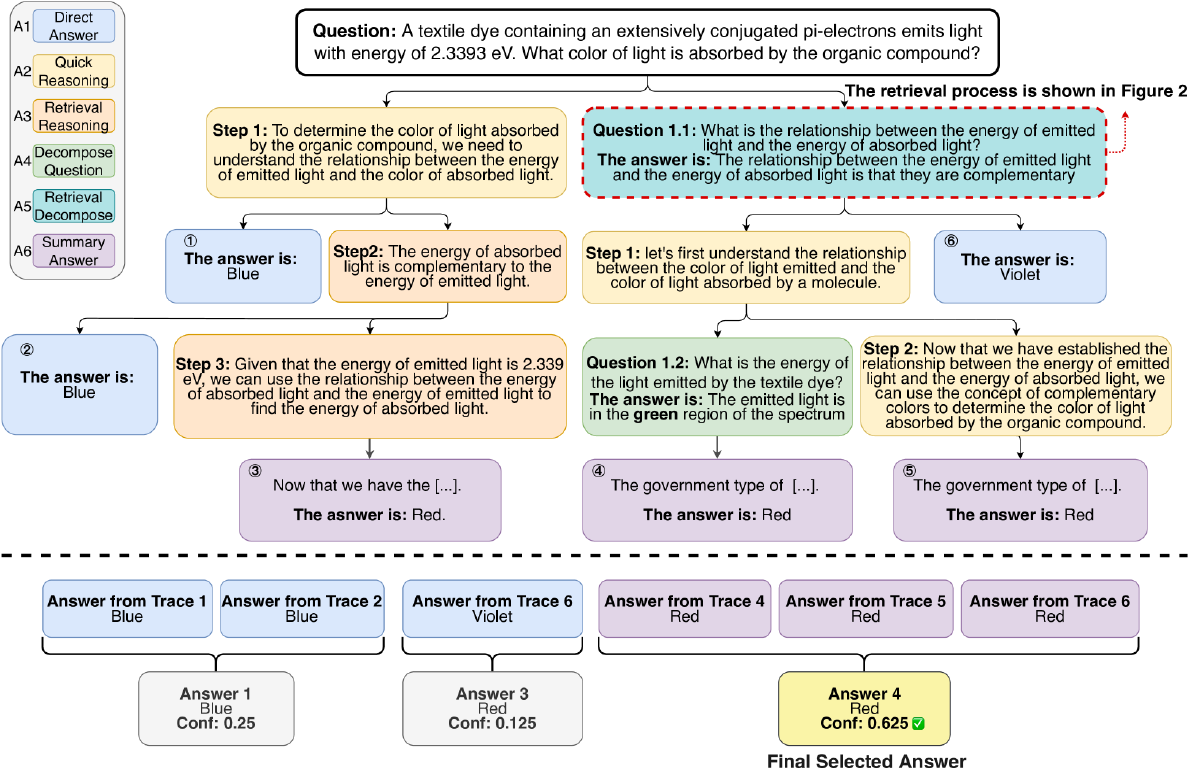 A1 Direct
Answer
A2 Quick
Reasoning
A3 Retrieval
Reasoning
A4 Decompose
Question
A5 Retrieval
Decompose
A6 Summary
Answer
Question: A textile dye containing an extensively conjugated pi-electrons emits light
with energy of 2.3393 eV. What color of light is absorbed by the organic compound?
The retrieval process is shown in Figure 2
Step 1: To determine the color of light absorbed
by the organic compound, we need to
understand the relationship between the energy
of emitted light and the color of absorbed light.
Question 1.1: What is the relationship between the energy of emitted
light and the energy of absorbed light?
The answer is: The relationship between the energy of emitted light
and the energy of absorbed light is that they are complementary
①
The answer is:
Blue
Step2: The energy of absorbed
light is complementary to the
energy of emitted light.
Step 1: let's first understand the relationship
between the color of light emitted and the
color of light absorbed by a molecule.
⑥
The answer is:
Violet
②
The answer is:
Blue
Step 3: Given that the energy of emitted light is 2.339
eV, we can use the relationship between the energy
of absorbed light and the energy of emitted light to
find the energy of absorbed light.
Question 1.2: What is the energy of
the light emitted by the textile dye?
The answer is: The emitted light is
in the green region of the spectrum
Step 2: Now that we have established the
relationship between the energy of emitted
light and the energy of absorbed light, we
can use the concept of complementary
colors to determine the color of light
absorbed by the organic compound.
③
Now that we have the [...].
The asnwer is: Red.
④
The government type of [...].
The answer is: Red
⑤
The government type of [...].
The answer is: Red
Answer from Trace 1
Blue
Answer from Trace 2
Blue
Answer from Trace 6
Violet
Answer from Trace 4
Red
Answer from Trace 5
Red
Answer from Trace 6
Red
Answer 1
Blue
Conf: 0.25
Answer 3
Red
Conf: 0.125
Answer 4
Red
Conf: 0.625 ✅
Final Selected Answer